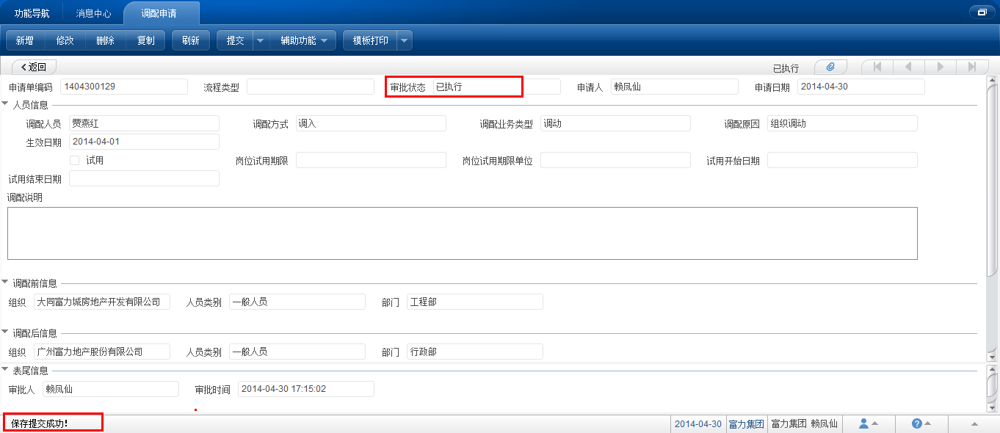 功能导航 消息中心 调配申请
新增 修改 删除 复制 刷新 提交 辅助功能 模板打印
返回 已执行
申请单编码 1404300129 流程类型 审批状态 已执行 申请人 赖凤仙 申请日期 2014-04-30
人员信息
调配人员 贾燕红 调配方式 调入 调配业务类型 调动 调配原因 组织调动
生效日期 2014-04-01
试用 岗位试用期限 岗位试用期限单位 试用开始日期
试用结束日期
调配说明
调配前信息
组织 大同富力城房地产开发有限公司 人员类别 一般人员 部门 工程部
调配后信息
组织 广州富力地产股份有限公司 人员类别 一般人员 部门 行政部
表尾信息
审批人 赖凤仙 审批时间 2014-04-30 17:15:02
保存提交成功! 2014-04-30 富力集团 富力集团 赖凤仙